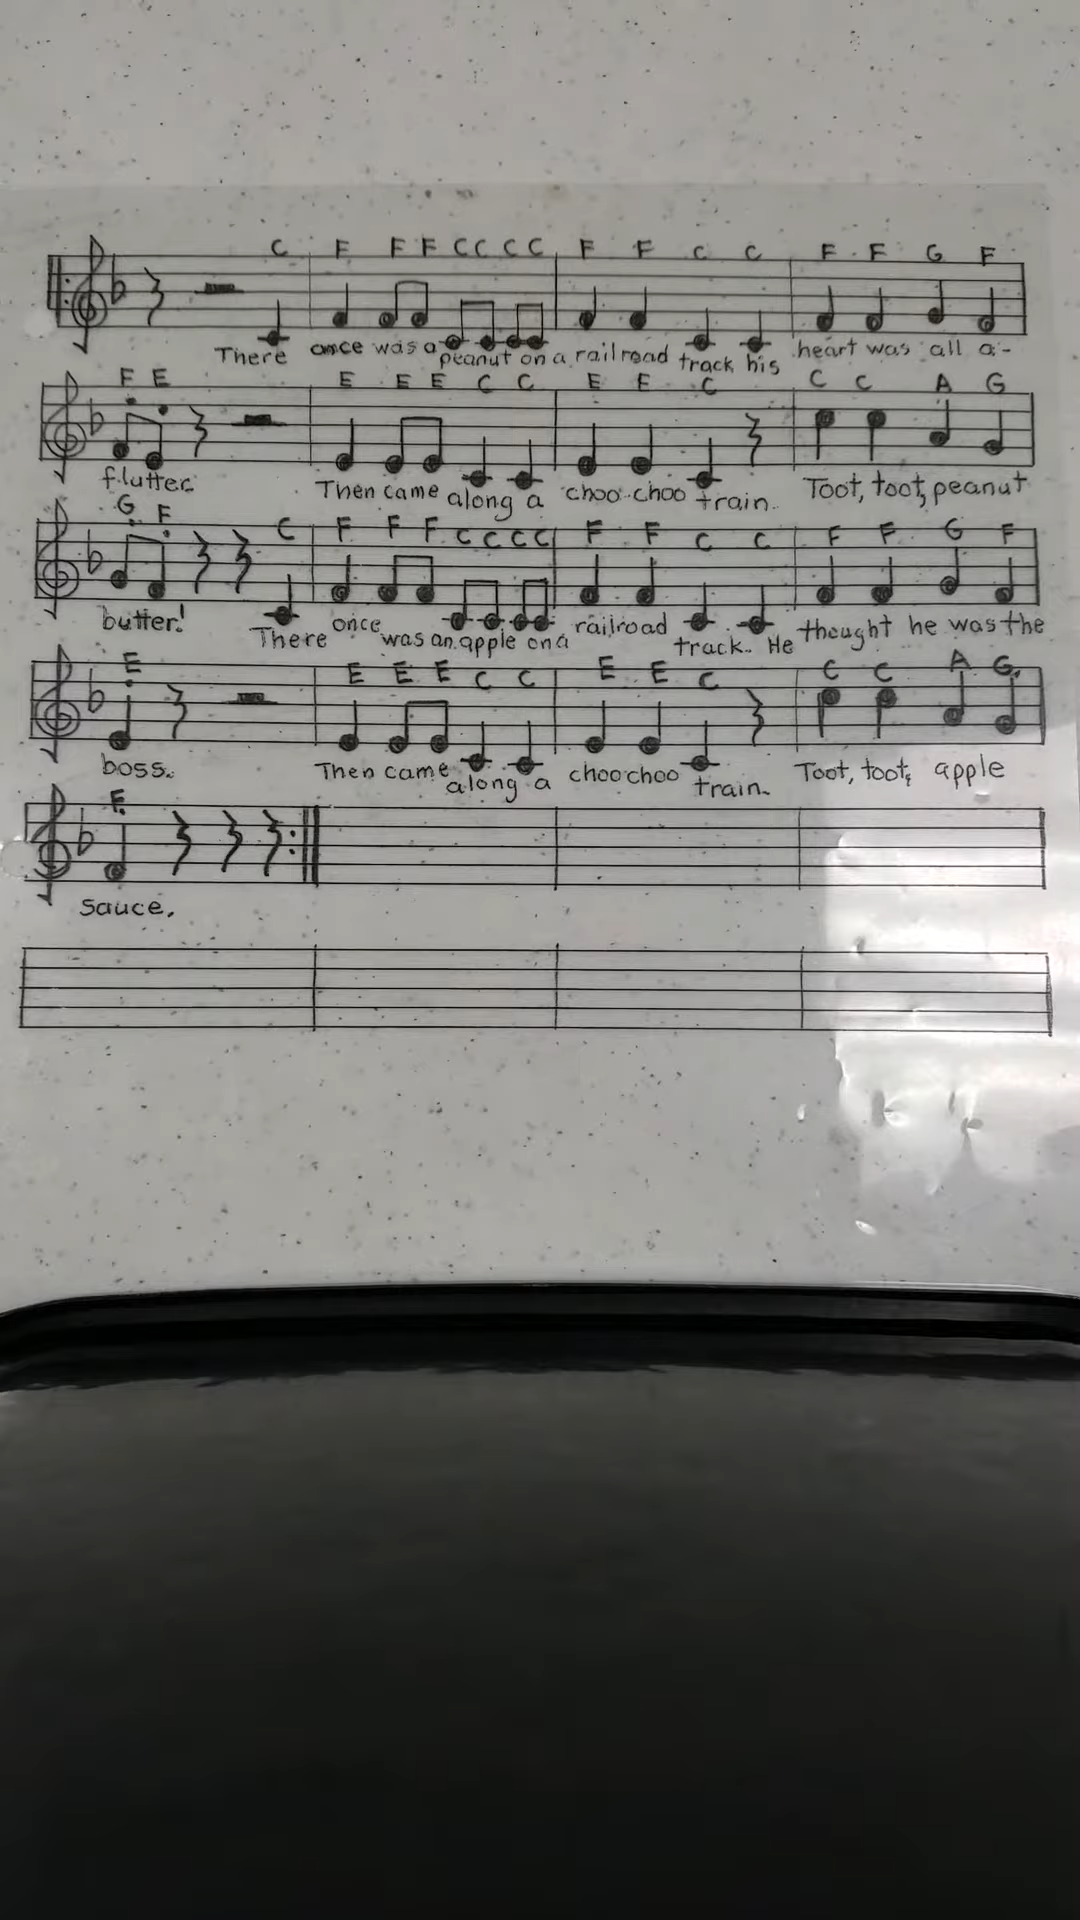 C F F F C C C C F F C C F F G F
There once was a peanut on a railroad track his heart was all a-
F E E E E C C E E C C C A G
flutter. Then came along a choo choo train. Toot, toot, peanut
G F C F F F C C C C F F C C F F G F
butter! There once was an apple on a railroad track. He thought he was the
E E E E C C E E C C C A G
boss. Then came along a choo choo train. Toot, toot, apple
F
sauce.